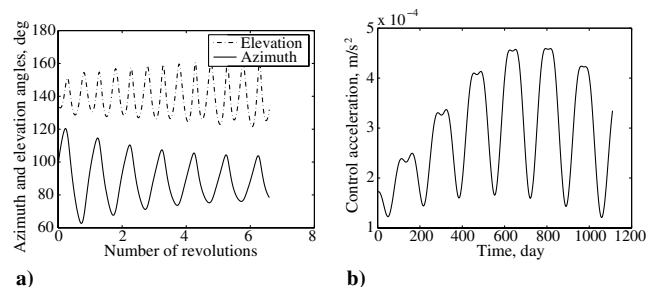 Azimuth and elevation angles, deg
180
160
140
120
100
80
60
Elevation
Azimuth
0
2
4
6
8
Number of revolutions
a)
Control acceleration, m/s²
x 10⁻⁴
5
4
3
2
1
0
200
400
600
800
1000
1200
Time, day
b)